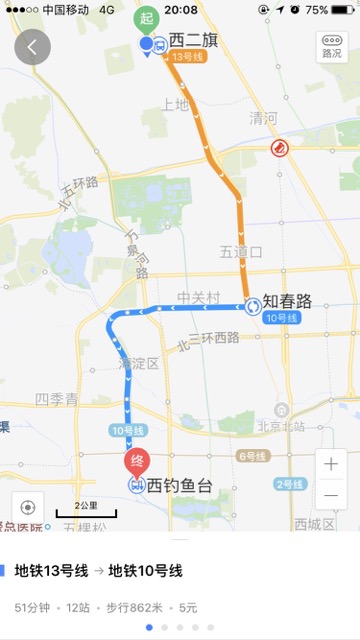 中国移动 4G 20:08 75%
起
西二旗
13号线
路况
上地
清河
北五环路
万泉河路
五道口
中关村
知春路
10号线
北三环西路
海淀区
四季青
北京北站
10号线
6号线
终
西钓鱼台
2号线
2公里
总医院
五棵松
西城区
地铁13号线 → 地铁10号线
51分钟 · 12站 · 步行862米 · 5元